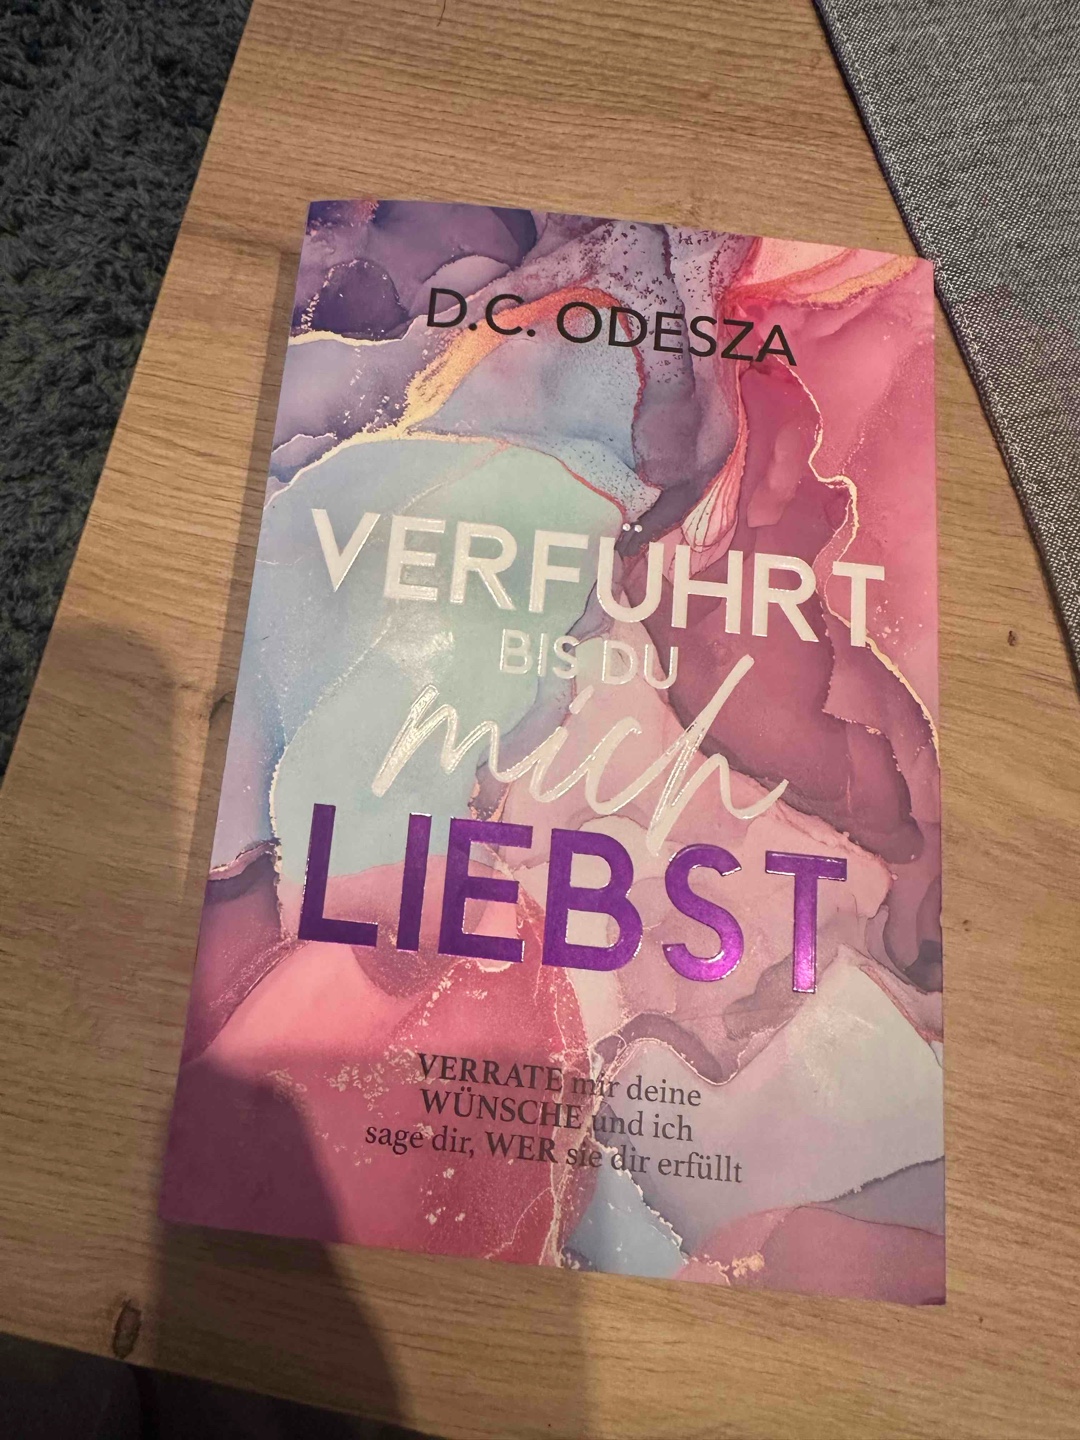 D.C. ODESZA
VERFÜHRT
BIS DU
mich
LIEBST
VERRATE mir deine
WÜNSCHE und ich
sage dir, WER sie dir erfüllt